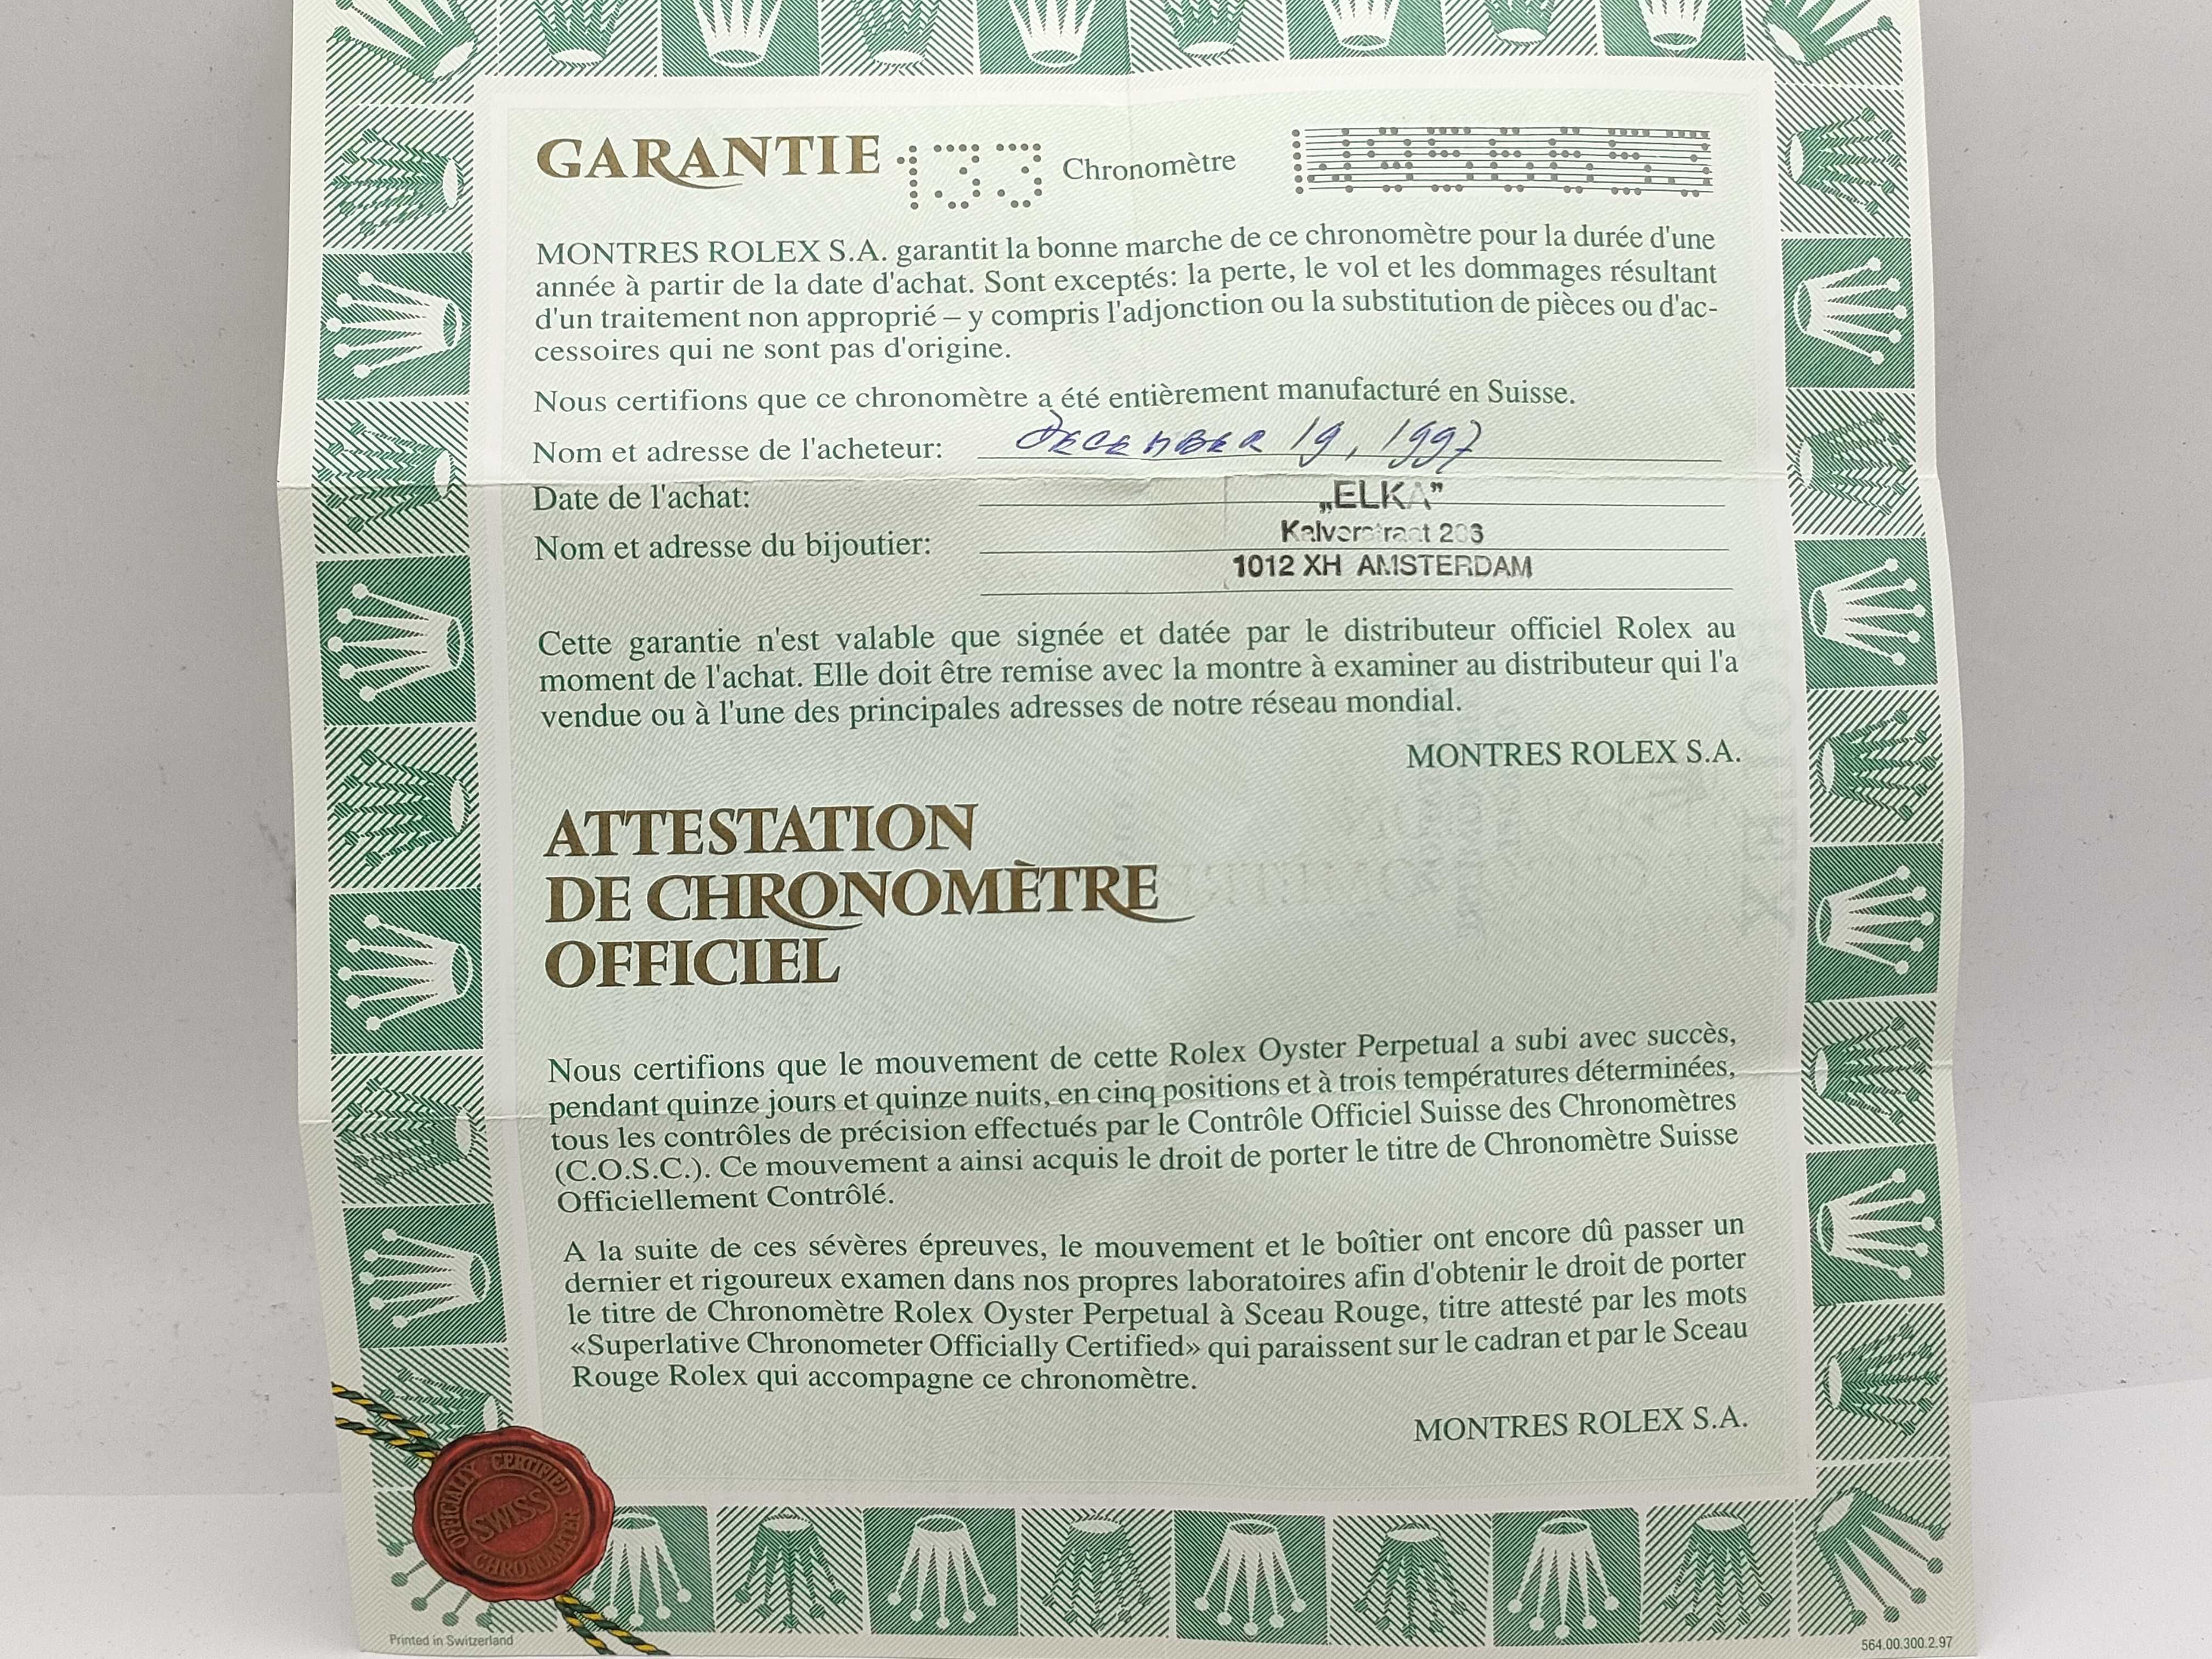 GARANTIE 133 Chronomètre
MONTRES ROLEX S.A. garantit la bonne marche de ce chronomètre pour la durée d'une
année à partir de la date d'achat. Sont exceptés: la perte, le vol et les dommages résultant
d'un traitement non approprié – y compris l'adjonction ou la substitution de pièces ou d'ac-
cessoires qui ne sont pas d'origine.
Nous certifions que ce chronomètre a été entièrement manufacturé en Suisse.
Nom et adresse de l'acheteur: DECEMBER 19, 1997
Date de l'achat: „ELKA”
Kalverstraat
Nom et adresse du bijoutier:
1012 XH AMSTERDAM
Cette garantie n'est valable que signée et datée par le distributeur officiel Rolex au
moment de l'achat. Elle doit être remise avec la montre à examiner au distributeur qui l'a
vendue ou à l'une des principales adresses de notre réseau mondial.
MONTRES ROLEX S.A.
ATTESTATION
DE CHRONOMÈTRE
OFFICIEL
Nous certifions que le mouvement de cette Rolex Oyster Perpetual a subi avec succès,
pendant quinze jours et quinze nuits, en cinq positions et à trois températures déterminées,
tous les contrôles de précision effectués par le Contrôle Officiel Suisse des Chronomètres
(C.O.S.C.). Ce mouvement a ainsi acquis le droit de porter le titre de Chronomètre Suisse
Officiellement Contrôlé.
A la suite de ces sévères épreuves, le mouvement et le boîtier ont encore dû passer un
dernier et rigoureux examen dans nos propres laboratoires afin d'obtenir le droit de porter
le titre de Chronomètre Rolex Oyster Perpetual à Sceau Rouge, titre attesté par les mots
«Superlative Chronometer Officially Certified» qui paraissent sur le cadran et par le Sceau
Rouge Rolex qui accompagne ce chronomètre.
MONTRES ROLEX S.A.
OFFICIALLY CERTIFIED
SWISS
CHRONOMETER
Printed in Switzerland
564.00.300.2.97